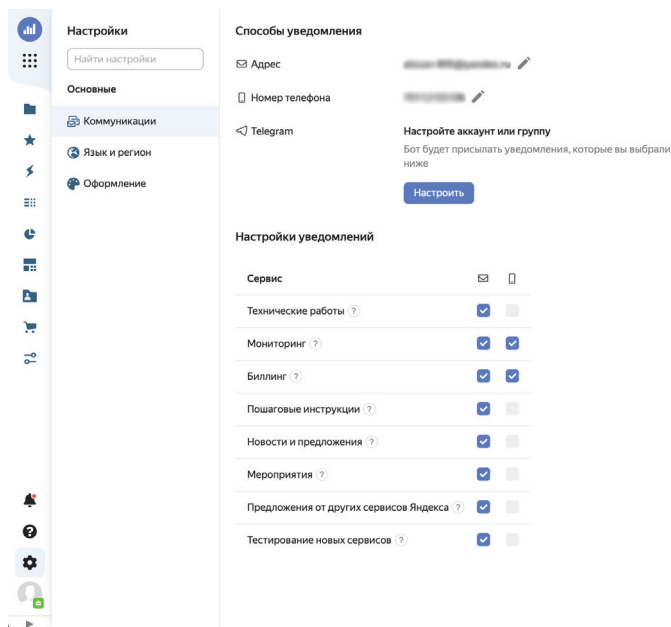 Настройки
Найти настройки
Основные
Коммуникации
Язык и регион
Оформление
Способы уведомления
Адрес
Номер телефона
Telegram
Настройте аккаунт или группу
Бот будет присылать уведомления, которые вы выбрали
ниже
Настроить
Настройки уведомлений
Сервис
Технические работы ?
Мониторинг ?
Биллинг ?
Пошаговые инструкции ?
Новости и предложения ?
Мероприятия ?
Предложения от других сервисов Яндекса ?
Тестирование новых сервисов ?